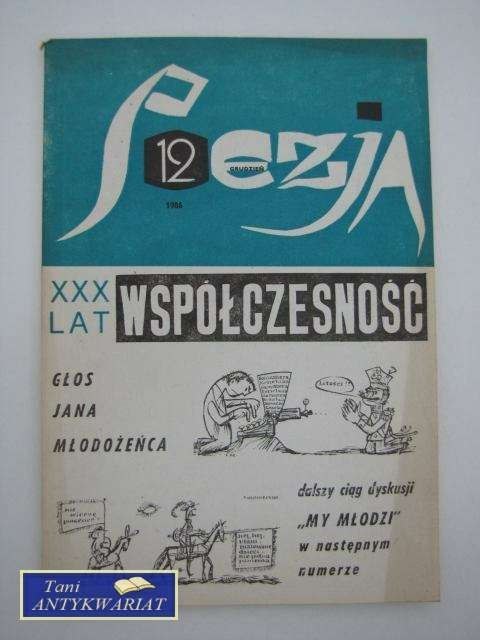 Poezja
12
GRUDZIEŃ
1986
XXX
LAT
WSPÓŁCZESNOŚĆ
GŁOS
JANA
MŁODOŻEŃCA
LITOŚCI!!
dalszy ciąg dyskusji
„MY MŁODZI"
w następnym
numerze
Tani
ANTYKWARIAT